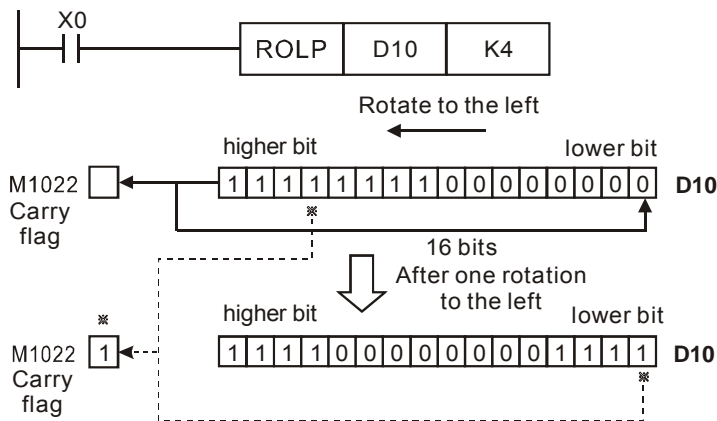 X0
ROLP D10 K4
Rotate to the left
higher bit lower bit
M1022 1 1 1 1 1 1 1 1 0 0 0 0 0 0 0 0 D10
Carry
flag
※
16 bits
After one rotation
to the left
※
higher bit lower bit
M1022 1 1 1 1 1 0 0 0 0 0 0 0 0 1 1 1 1 D10
Carry
flag
※